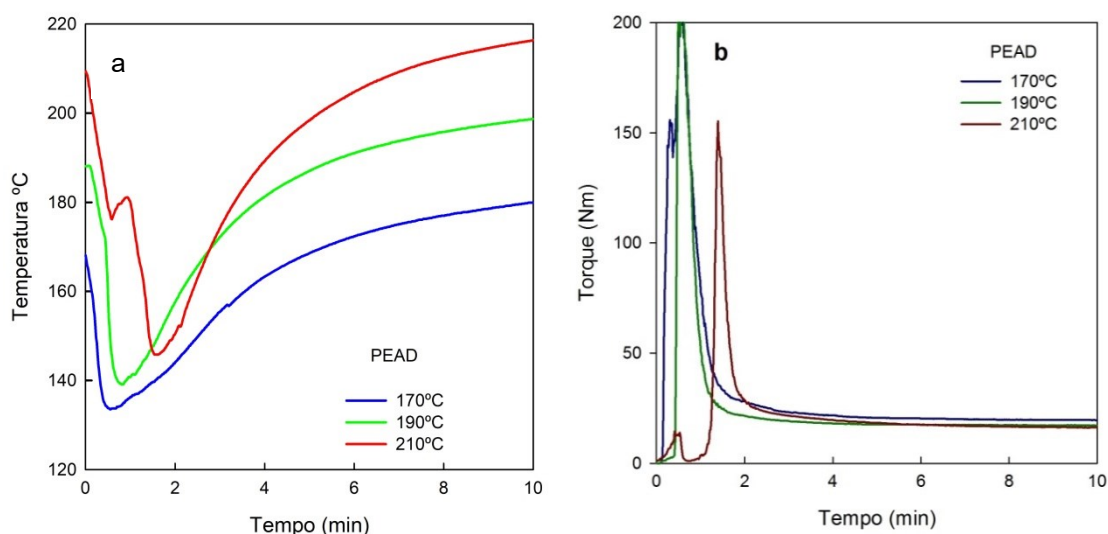 a
220
200
180
160
140
120
Temperatura ºC
0
2
4
6
8
10
Tempo (min)
PEAD
170ºC
190ºC
210ºC
b
200
150
100
50
0
Torque (Nm)
0
2
4
6
8
10
Tempo (min)
PEAD
170ºC
190ºC
210ºC